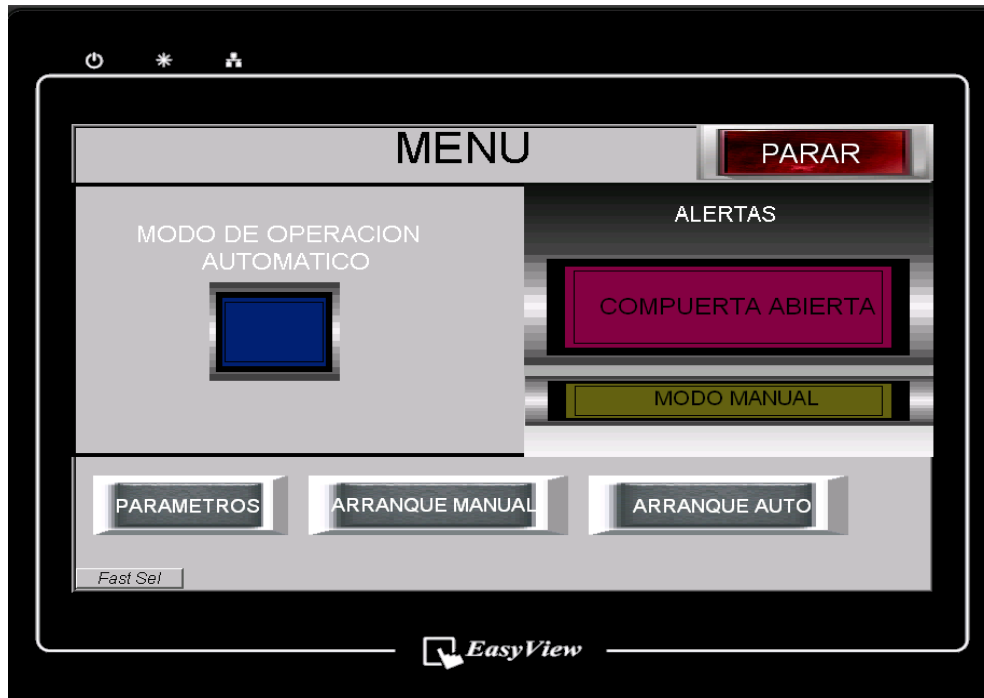 MENU
PARAR
MODO DE OPERACION
AUTOMATICO
ALERTAS
COMPUERTA ABIERTA
MODO MANUAL
PARAMETROS
ARRANQUE MANUAL
ARRANQUE AUTO
Fast Sel
EasyView